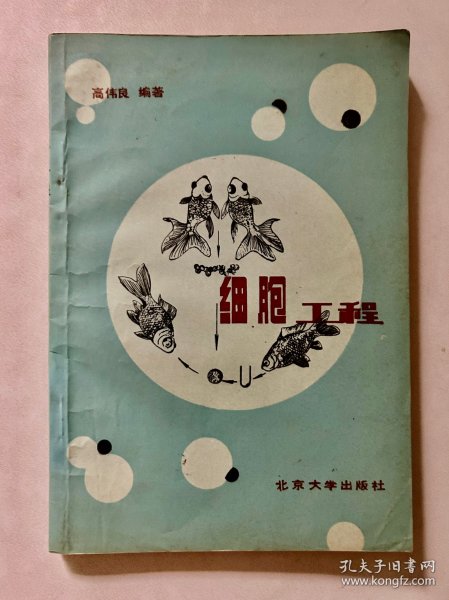 高伟良 编著
细胞工程
北京大学出版社
孔夫子旧书网
www.kongfz.com